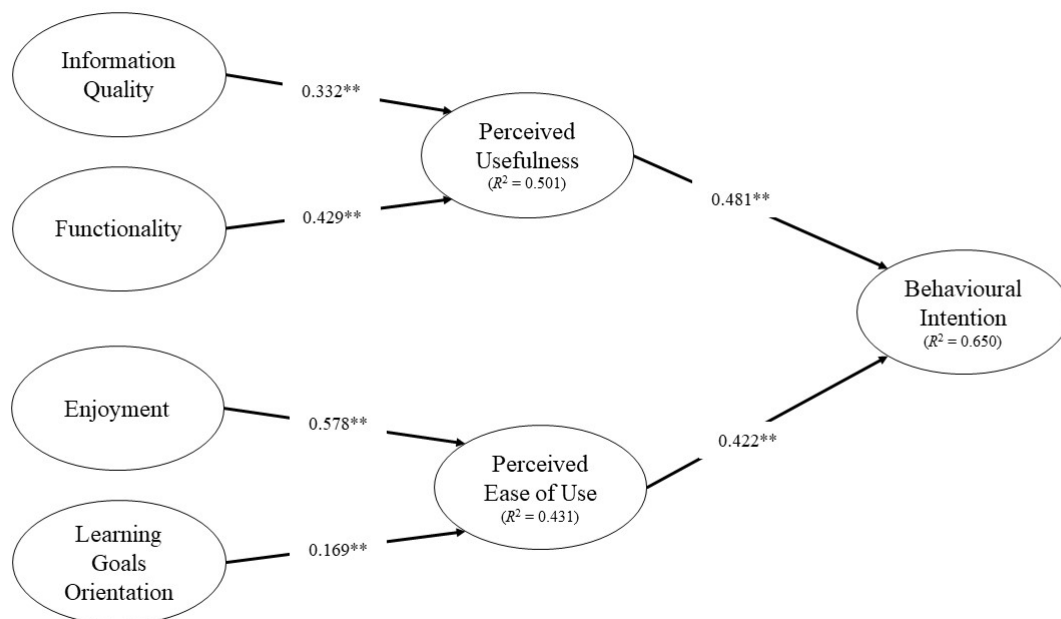 Information
Quality
0.332**
Perceived
Usefulness
(R² = 0.501)
Functionality
0.429**
0.481**
Behavioural
Intention
(R² = 0.650)
Enjoyment
0.578**
Perceived
Ease of Use
(R² = 0.431)
0.422**
Learning
Goals
Orientation
0.169**